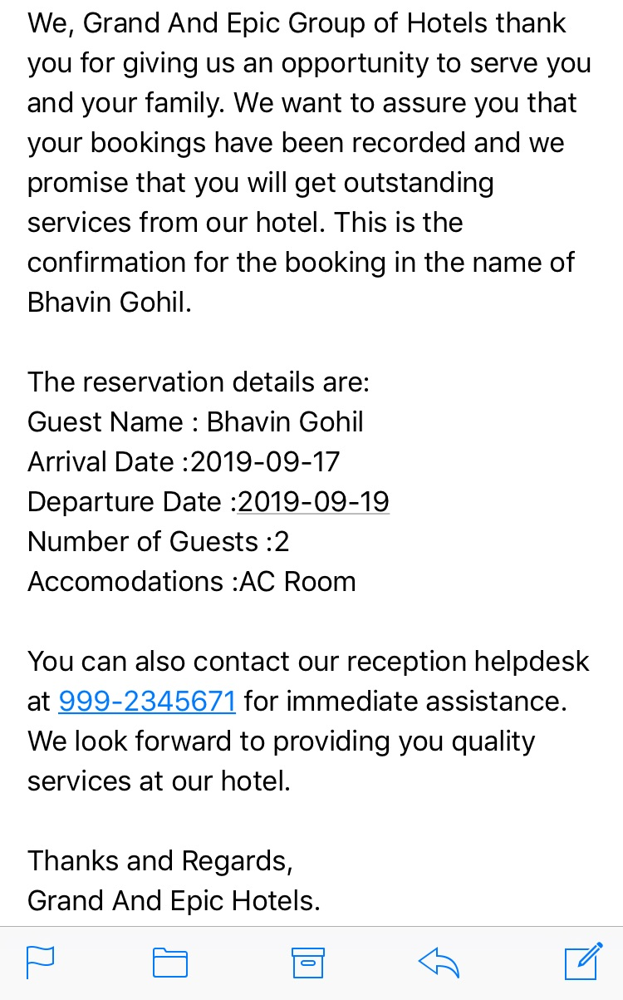 We, Grand And Epic Group of Hotels thank
you for giving us an opportunity to serve you
and your family. We want to assure you that
your bookings have been recorded and we
promise that you will get outstanding
services from our hotel. This is the
confirmation for the booking in the name of
Bhavin Gohil.
The reservation details are:
Guest Name : Bhavin Gohil
Arrival Date :2019-09-17
Departure Date :2019-09-19
Number of Guests :2
Accomodations :AC Room
You can also contact our reception helpdesk
at 999-2345671 for immediate assistance.
We look forward to providing you quality
services at our hotel.
Thanks and Regards,
Grand And Epic Hotels.